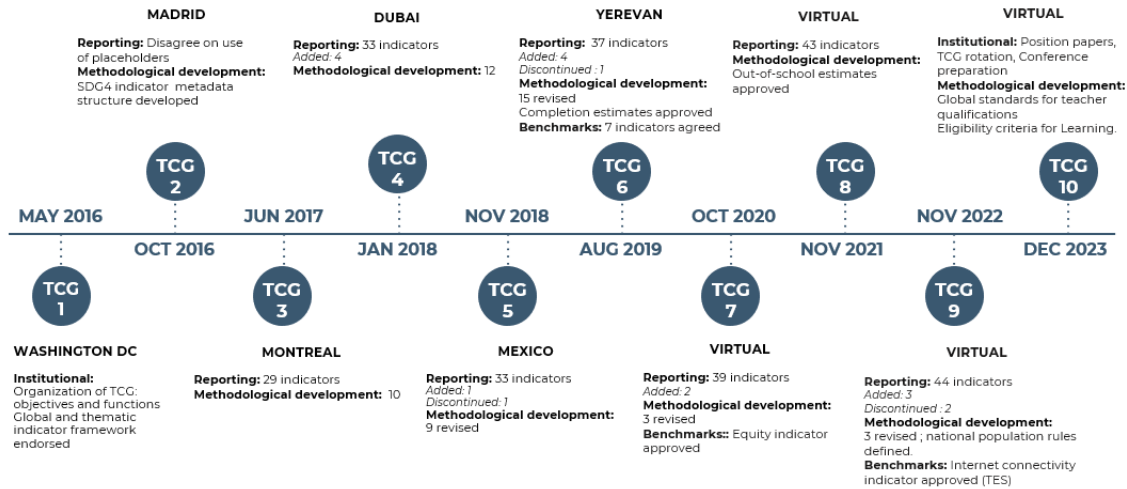 MADRID
Reporting: Disagree on use
of placeholders
Methodological development:
SDG4 indicator metadata
structure developed
DUBAI
Reporting: 33 indicators
Added: 4
Methodological development: 12
YEREVAN
Reporting: 37 indicators
Added: 4
Discontinued : 1
Methodological development:
15 revised
Completion estimates approved
Benchmarks: 7 indicators agreed
VIRTUAL
Reporting: 43 indicators
Methodological development:
Out-of-school estimates
approved
VIRTUAL
Institutional: Position papers,
TCG rotation, Conference
preparation
Methodological development:
Global standards for teacher
qualifications
Eligibility criteria for Learning.
TCG
2
TCG
4
TCG
6
TCG
8
TCG
10
MAY 2016
JUN 2017
NOV 2018
OCT 2020
NOV 2022
OCT 2016
JAN 2018
AUG 2019
NOV 2021
DEC 2023
TCG
1
TCG
3
TCG
5
TCG
7
TCG
9
WASHINGTON DC
Institutional:
Organization of TCG:
objectives and functions
Global and thematic
indicator framework
endorsed
MONTREAL
Reporting: 29 indicators
Methodological development: 10
MEXICO
Reporting: 33 indicators
Added: 1
Discontinued: 1
Methodological development:
9 revised
VIRTUAL
Reporting: 39 indicators
Added: 2
Methodological development:
3 revised
Benchmarks:: Equity indicator
approved
VIRTUAL
Reporting: 44 indicators
Added: 3
Discontinued : 2
Methodological development:
3 revised ; national population rules
defined.
Benchmarks: Internet connectivity
indicator approved (TES)